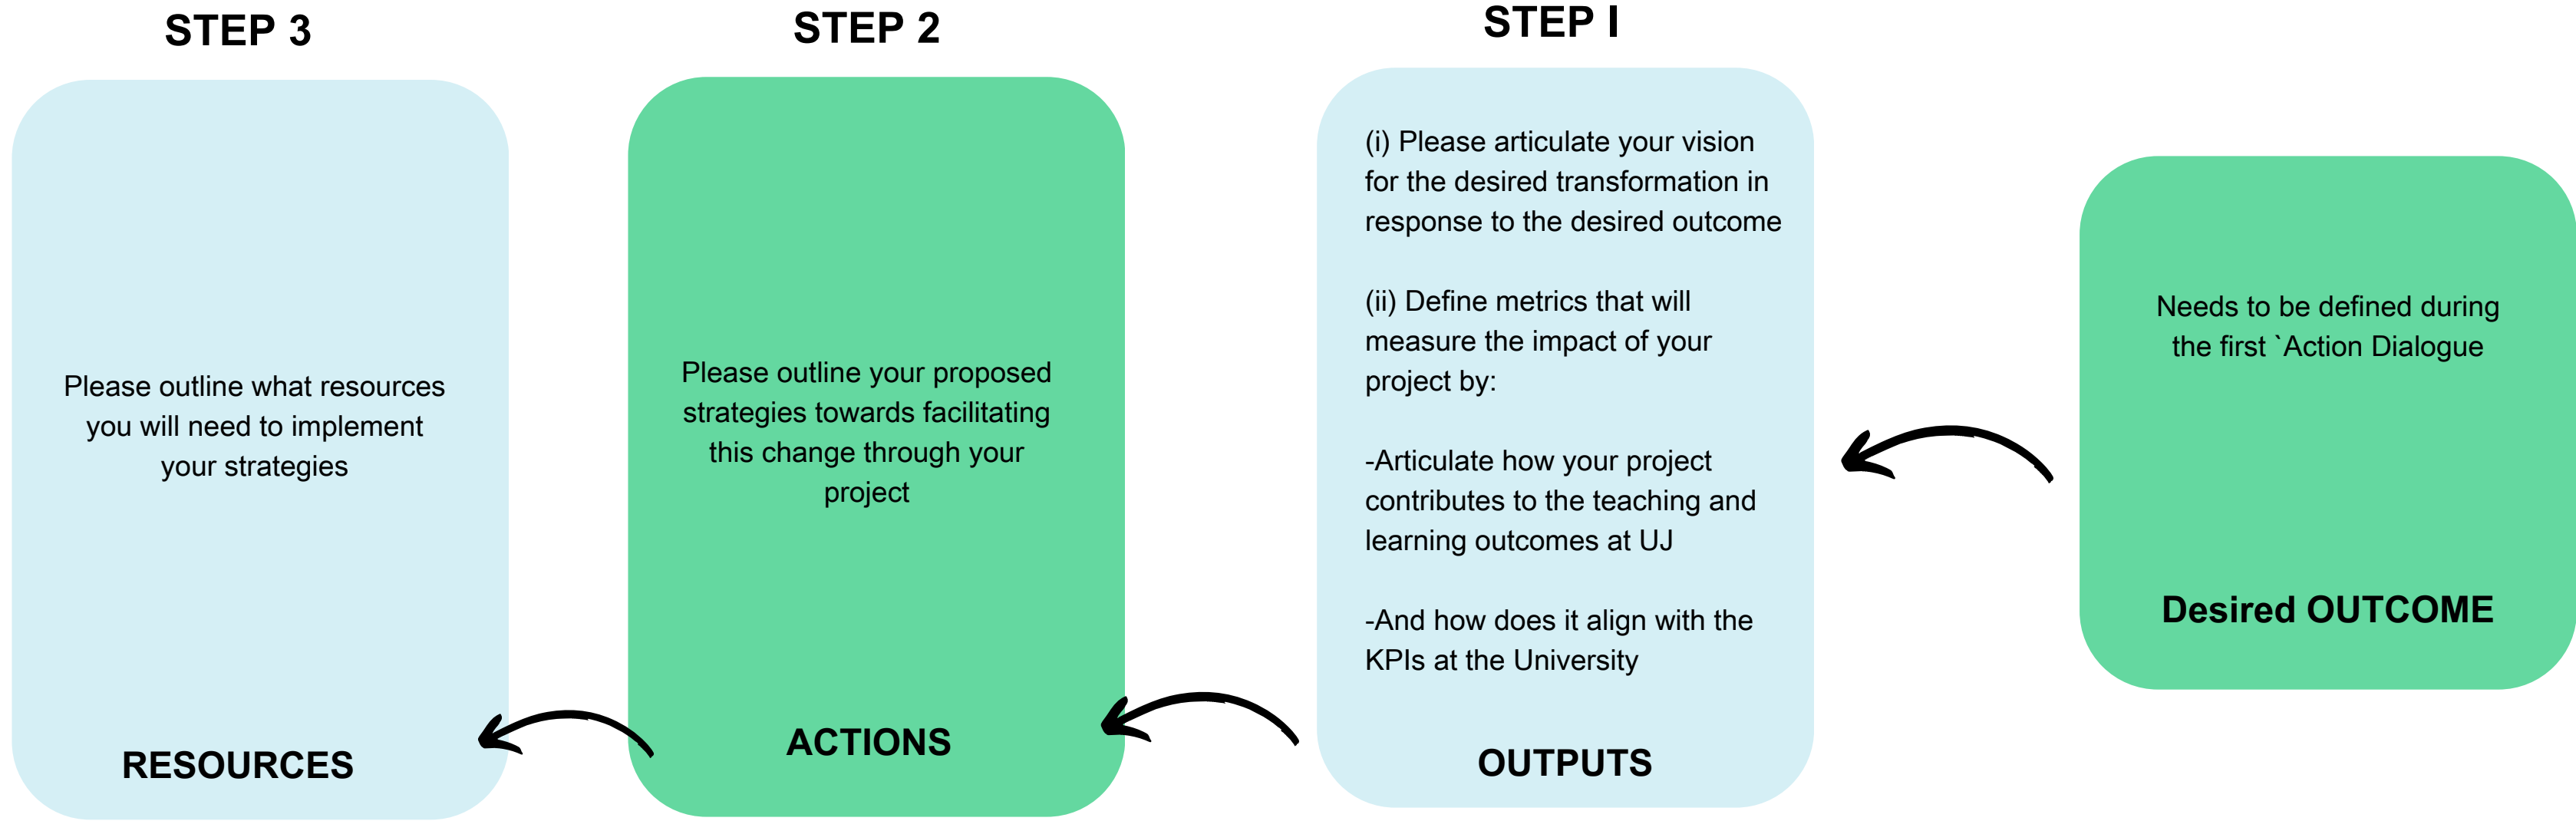 STEP 3
Please outline what resources
you will need to implement
your strategies
RESOURCES
STEP 2
Please outline your proposed
strategies towards facilitating
this change through your
project
ACTIONS
STEP I
(i) Please articulate your vision
for the desired transformation in
response to the desired outcome
(ii) Define metrics that will
measure the impact of your
project by:
-Articulate how your project
contributes to the teaching and
learning outcomes at UJ
-And how does it align with the
KPIs at the University
OUTPUTS
Needs to be defined during
the first `Action Dialogue
Desired OUTCOME